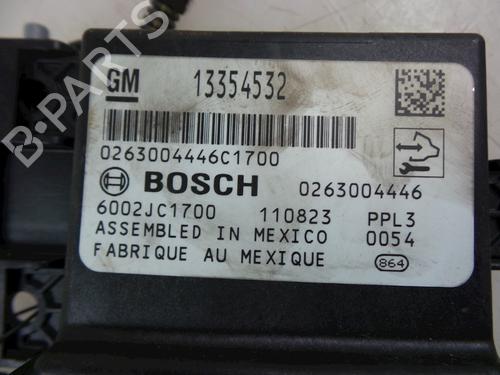 GM 13354532
0263004446C1700
BOSCH 0263004446
6002JC1700 110823 PPL3
ASSEMBLED IN MEXICO 0054
FABRIQUE AU MEXIQUE 864
B-PARTS